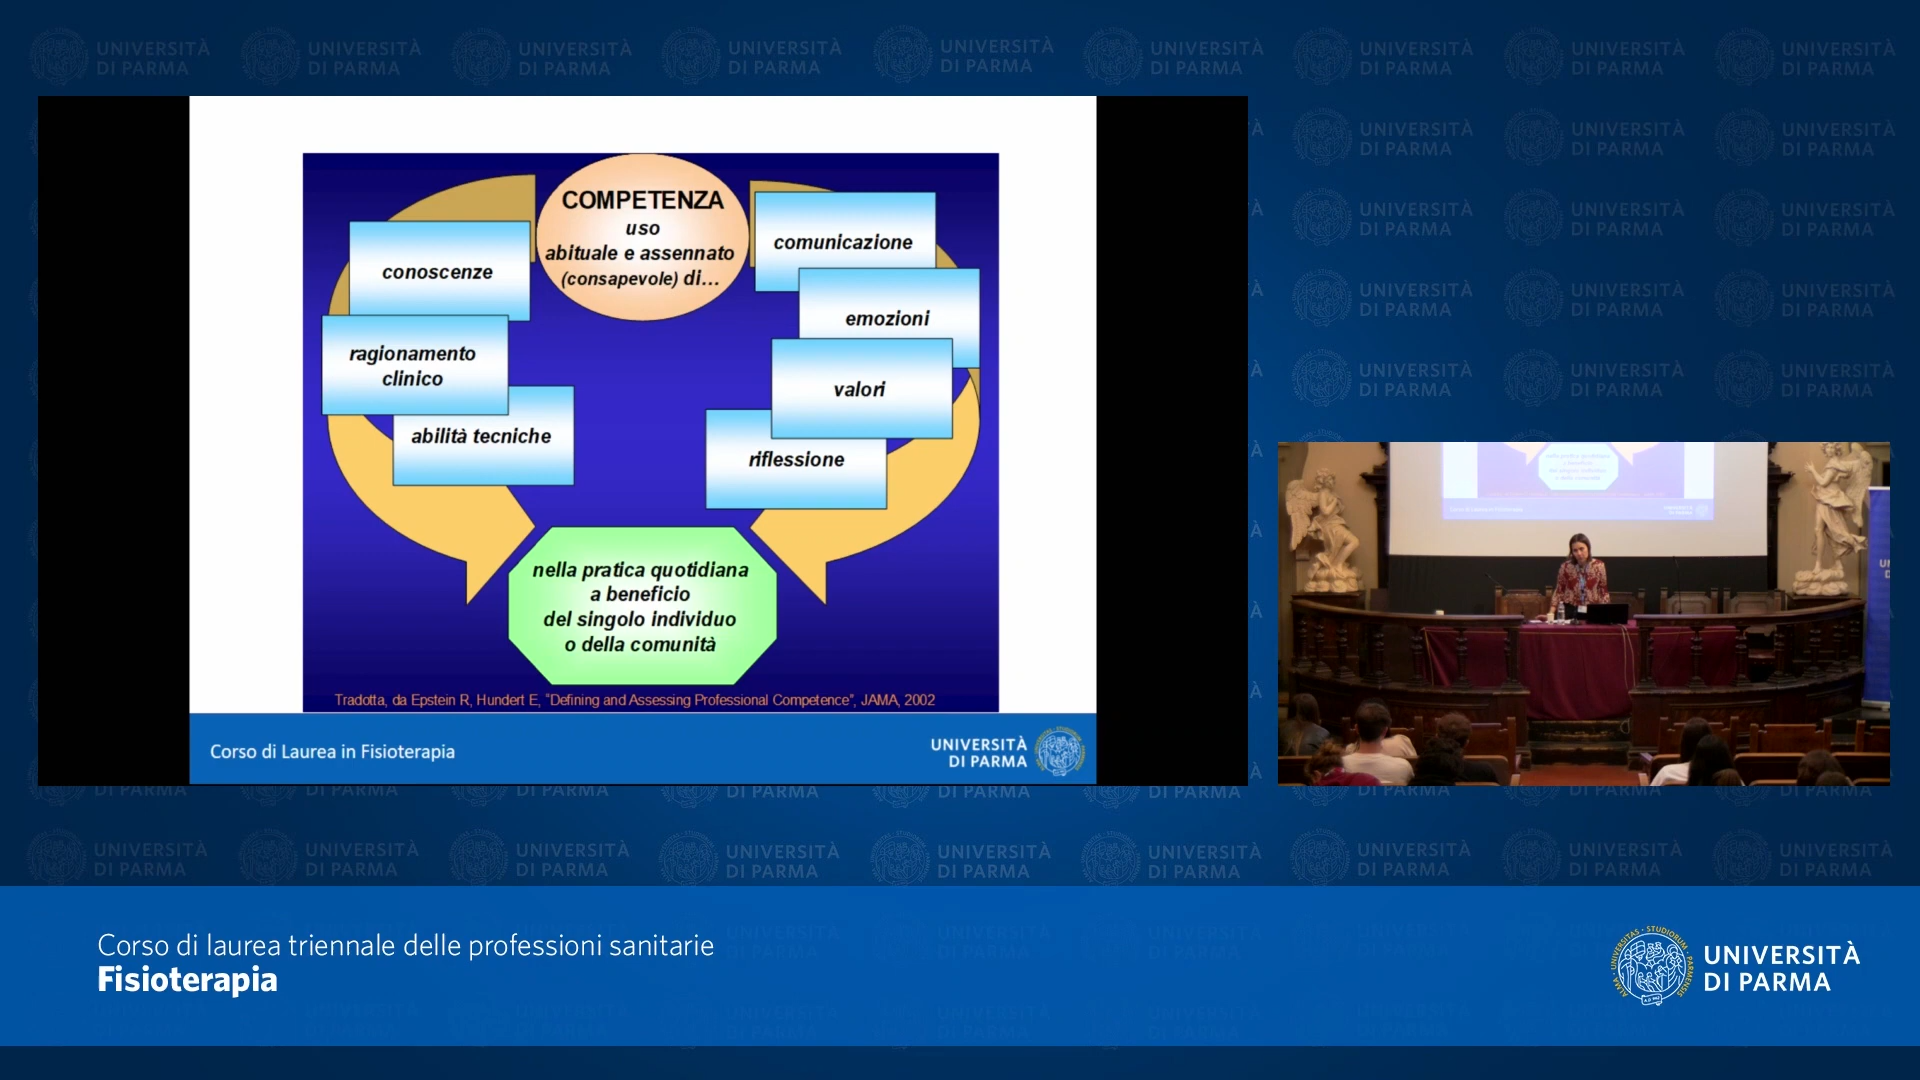 COMPETENZA
uso
abituale e assennato
(consapevole) di...
conoscenze
ragionamento
clinico
abilità tecniche
comunicazione
emozioni
valori
riflessione
nella pratica quotidiana
a beneficio
del singolo individuo
o della comunità
Tradotta, da Epstein R, Hundert E, "Defining and Assessing Professional Competence", JAMA, 2002
Corso di Laurea in Fisioterapia
UNIVERSITÀ
DI PARMA
Corso di laurea triennale delle professioni sanitarie
Fisioterapia
UNIVERSITÀ
DI PARMA